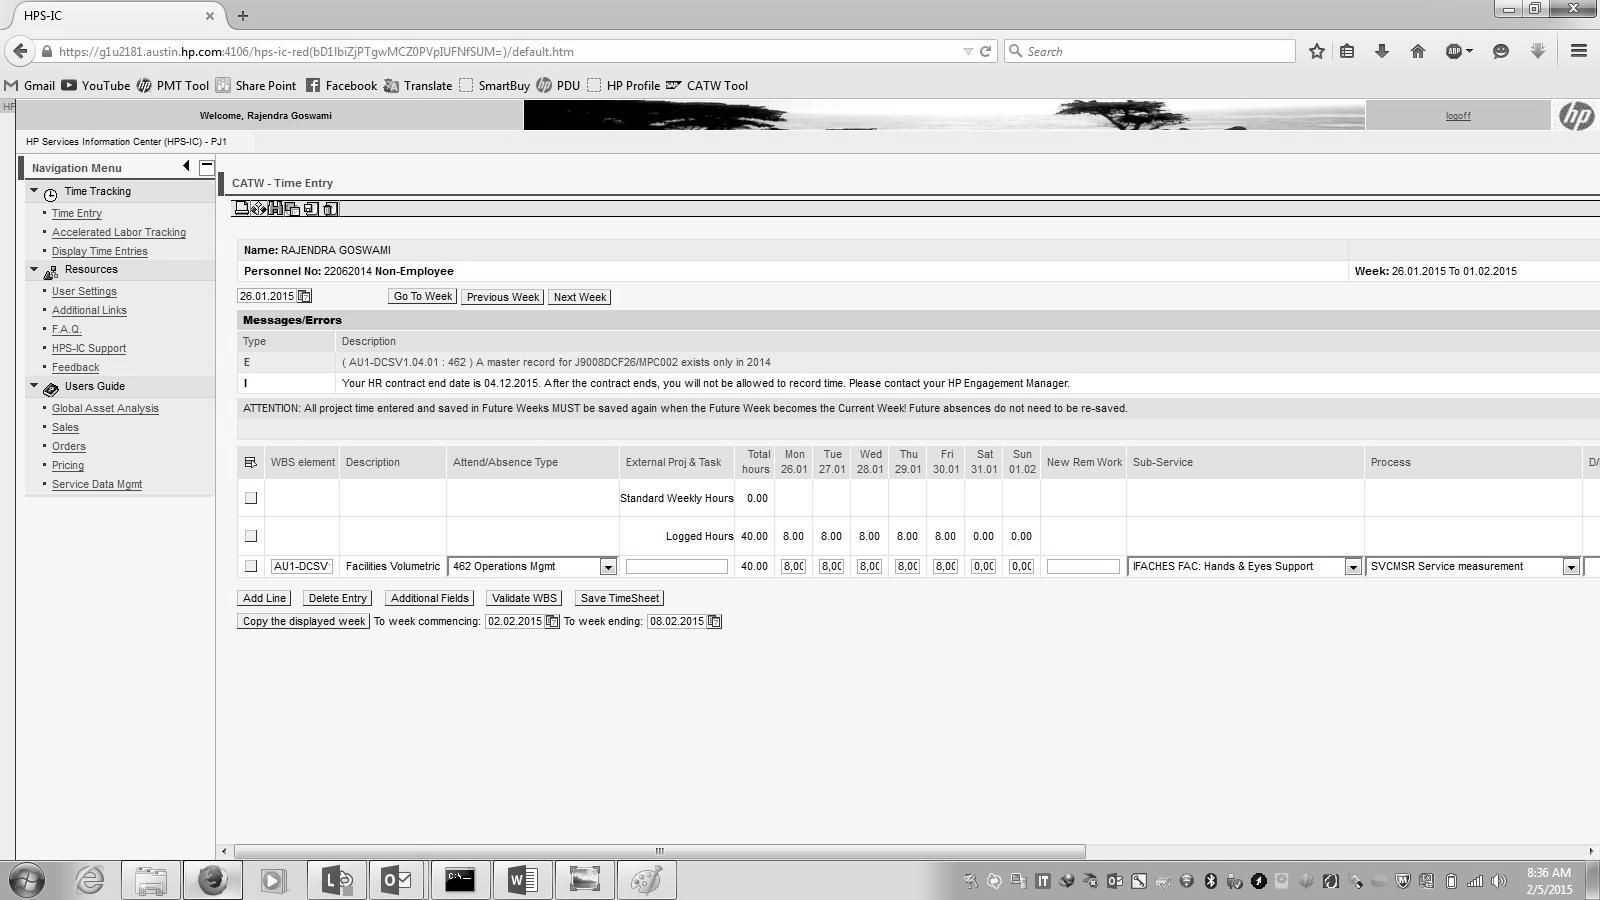 HPS-IC
https://g1u2181.austin.hp.com:4106/hps-ic-red(bD1lbiZjPTgwMCZ0PVpIUFNfSUM=)/default.htm
Search
ABP
Gmail YouTube PMT Tool Share Point Facebook Translate SmartBuy PDU HP Profile CATW Tool
HP
Welcome, Rajendra Goswami
logoff
hp
HP Services Information Center (HPS-IC) - PJ1
Navigation Menu
Time Tracking
Time Entry
Accelerated Labor Tracking
Display Time Entries
Resources
User Settings
Additional Links
F.A.Q.
HPS-IC Support
Feedback
Users Guide
Global Asset Analysis
Sales
Orders
Pricing
Service Data Mgmt
CATW - Time Entry
Name: RAJENDRA GOSWAMI
Personnel No: 22062014 Non-Employee
Week: 26.01.2015 To 01.02.2015
26.01.2015 Go To Week Previous Week Next Week
Messages/Errors
Type Description
E ( AU1-DCSV1.04.01 : 462 ) A master record for J9008DCF26/MPC002 exists only in 2014
I Your HR contract end date is 04.12.2015. After the contract ends, you will not be allowed to record time. Please contact your HP Engagement Manager.
ATTENTION: All project time entered and saved in Future Weeks MUST be saved again when the Future Week becomes the Current Week! Future absences do not need to be re-saved.
WBS element Description Attend/Absence Type External Proj & Task Total hours Mon 26.01 Tue 27.01 Wed 28.01 Thu 29.01 Fri 30.01 Sat 31.01 Sun 01.02 New Rem Work Sub-Service Process D/
Standard Weekly Hours 0.00
Logged Hours 40.00 8.00 8.00 8.00 8.00 8.00 0.00 0.00
AU1-DCSV Facilities Volumetric 462 Operations Mgmt 40.00 8,00 8,00 8,00 8,00 8,00 0,00 0,00 IFACHES FAC: Hands & Eyes Support SVCMSR Service measurement
Add Line Delete Entry Additional Fields Validate WBS Save TimeSheet
Copy the displayed week To week commencing: 02.02.2015 To week ending: 08.02.2015
IT
8:36 AM
2/5/2015